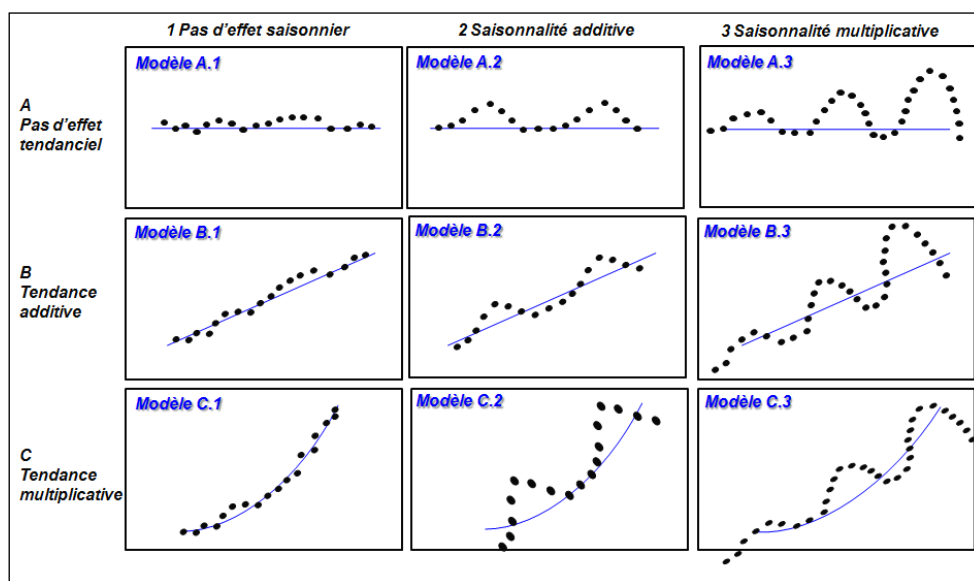 1 Pas d'effet saisonnier
2 Saisonnalité additive
3 Saisonnalité multiplicative
Modèle A.1
Modèle A.2
Modèle A.3
A
Pas d'effet
tendanciel
Modèle B.1
Modèle B.2
Modèle B.3
B
Tendance
additive
Modèle C.1
Modèle C.2
Modèle C.3
C
Tendance
multiplicative